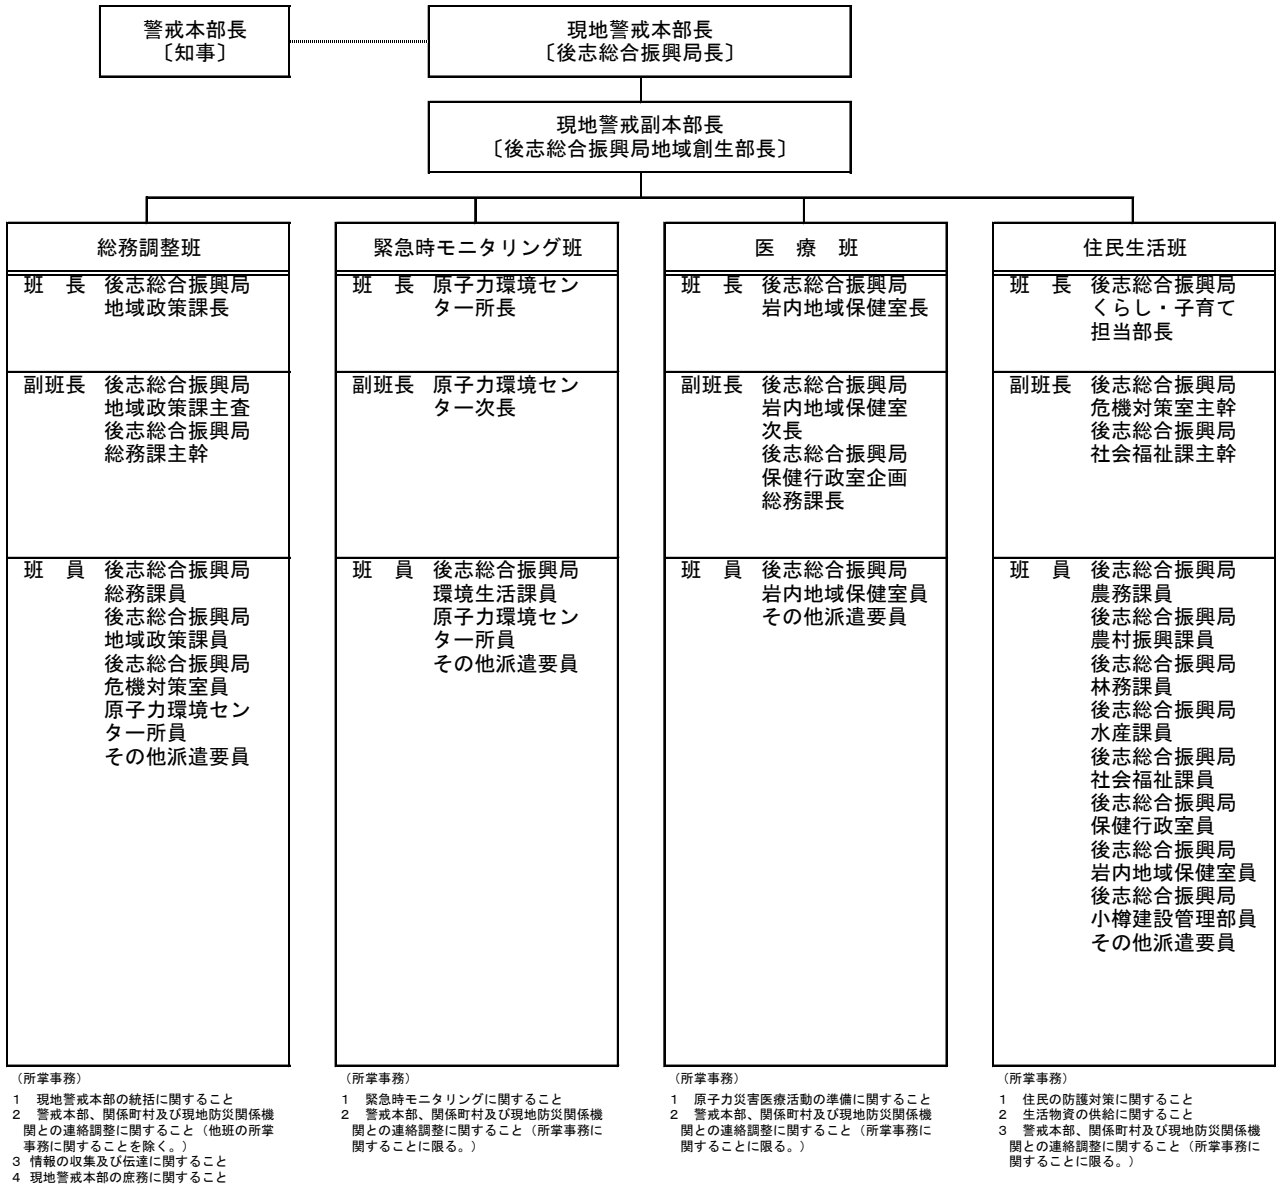 警戒本部長
〔知事〕
現地警戒本部長
〔後志総合振興局長〕
現地警戒副本部長
〔後志総合振興局地域創生部長〕
総務調整班
班　長　後志総合振興局
地域政策課長
副班長　後志総合振興局
地域政策課主査
後志総合振興局
総務課主幹
班　員　後志総合振興局
総務課員
後志総合振興局
地域政策課員
後志総合振興局
危機対策室員
原子力環境セン
ター所員
その他派遣要員
（所掌事務）
1　現地警戒本部の統括に関すること
2　警戒本部、関係町村及び現地防災関係機
関との連絡調整に関すること（他班の所掌
事務に関することを除く。）
3　情報の収集及び伝達に関すること
4　現地警戒本部の庶務に関すること
緊急時モニタリング班
班　長　原子力環境セン
ター所長
副班長　原子力環境セン
ター次長
班　員　後志総合振興局
環境生活課員
原子力環境セン
ター所員
その他派遣要員
（所掌事務）
1　緊急時モニタリングに関すること
2　警戒本部、関係町村及び現地防災関係機
関との連絡調整に関すること（所掌事務に
関することに限る。）
医　療　班
班　長　後志総合振興局
岩内地域保健室長
副班長　後志総合振興局
岩内地域保健室
次長
後志総合振興局
保健行政室企画
総務課長
班　員　後志総合振興局
岩内地域保健室員
その他派遣要員
（所掌事務）
1　原子力災害医療活動の準備に関すること
2　警戒本部、関係町村及び現地防災関係機
関との連絡調整に関すること（所掌事務に
関することに限る。）
住民生活班
班　長　後志総合振興局
くらし・子育て
担当部長
副班長　後志総合振興局
危機対策室主幹
後志総合振興局
社会福祉課主幹
班　員　後志総合振興局
農務課員
後志総合振興局
農村振興課員
後志総合振興局
林務課員
後志総合振興局
水産課員
後志総合振興局
社会福祉課員
後志総合振興局
保健行政室員
後志総合振興局
岩内地域保健室員
後志総合振興局
小樽建設管理部員
その他派遣要員
（所掌事務）
1　住民の防護対策に関すること
2　生活物資の供給に関すること
3　警戒本部、関係町村及び現地防災関係機
関との連絡調整に関すること（所掌事務に
関することに限る。）